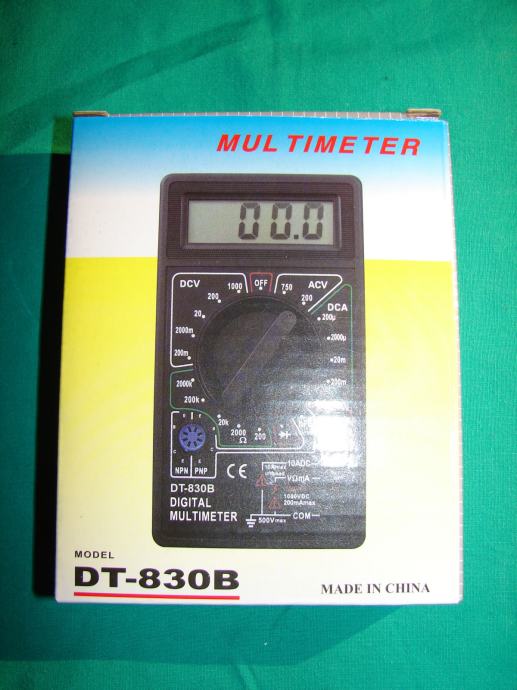 MULTIMETER
00.0
DCV 1000 OFF 750 ACV
200 200 DCA
20 200µ
2000m 2000µ
200m 20m
2000k 200m
200k
20k 2000 Ω 200
NPN PNP
CE
10ADC
VΩmA
1000VDC
200mAmax
DT-830B
DIGITAL
MULTIMETER
500Vmax COM
MODEL
DT-830B
MADE IN CHINA